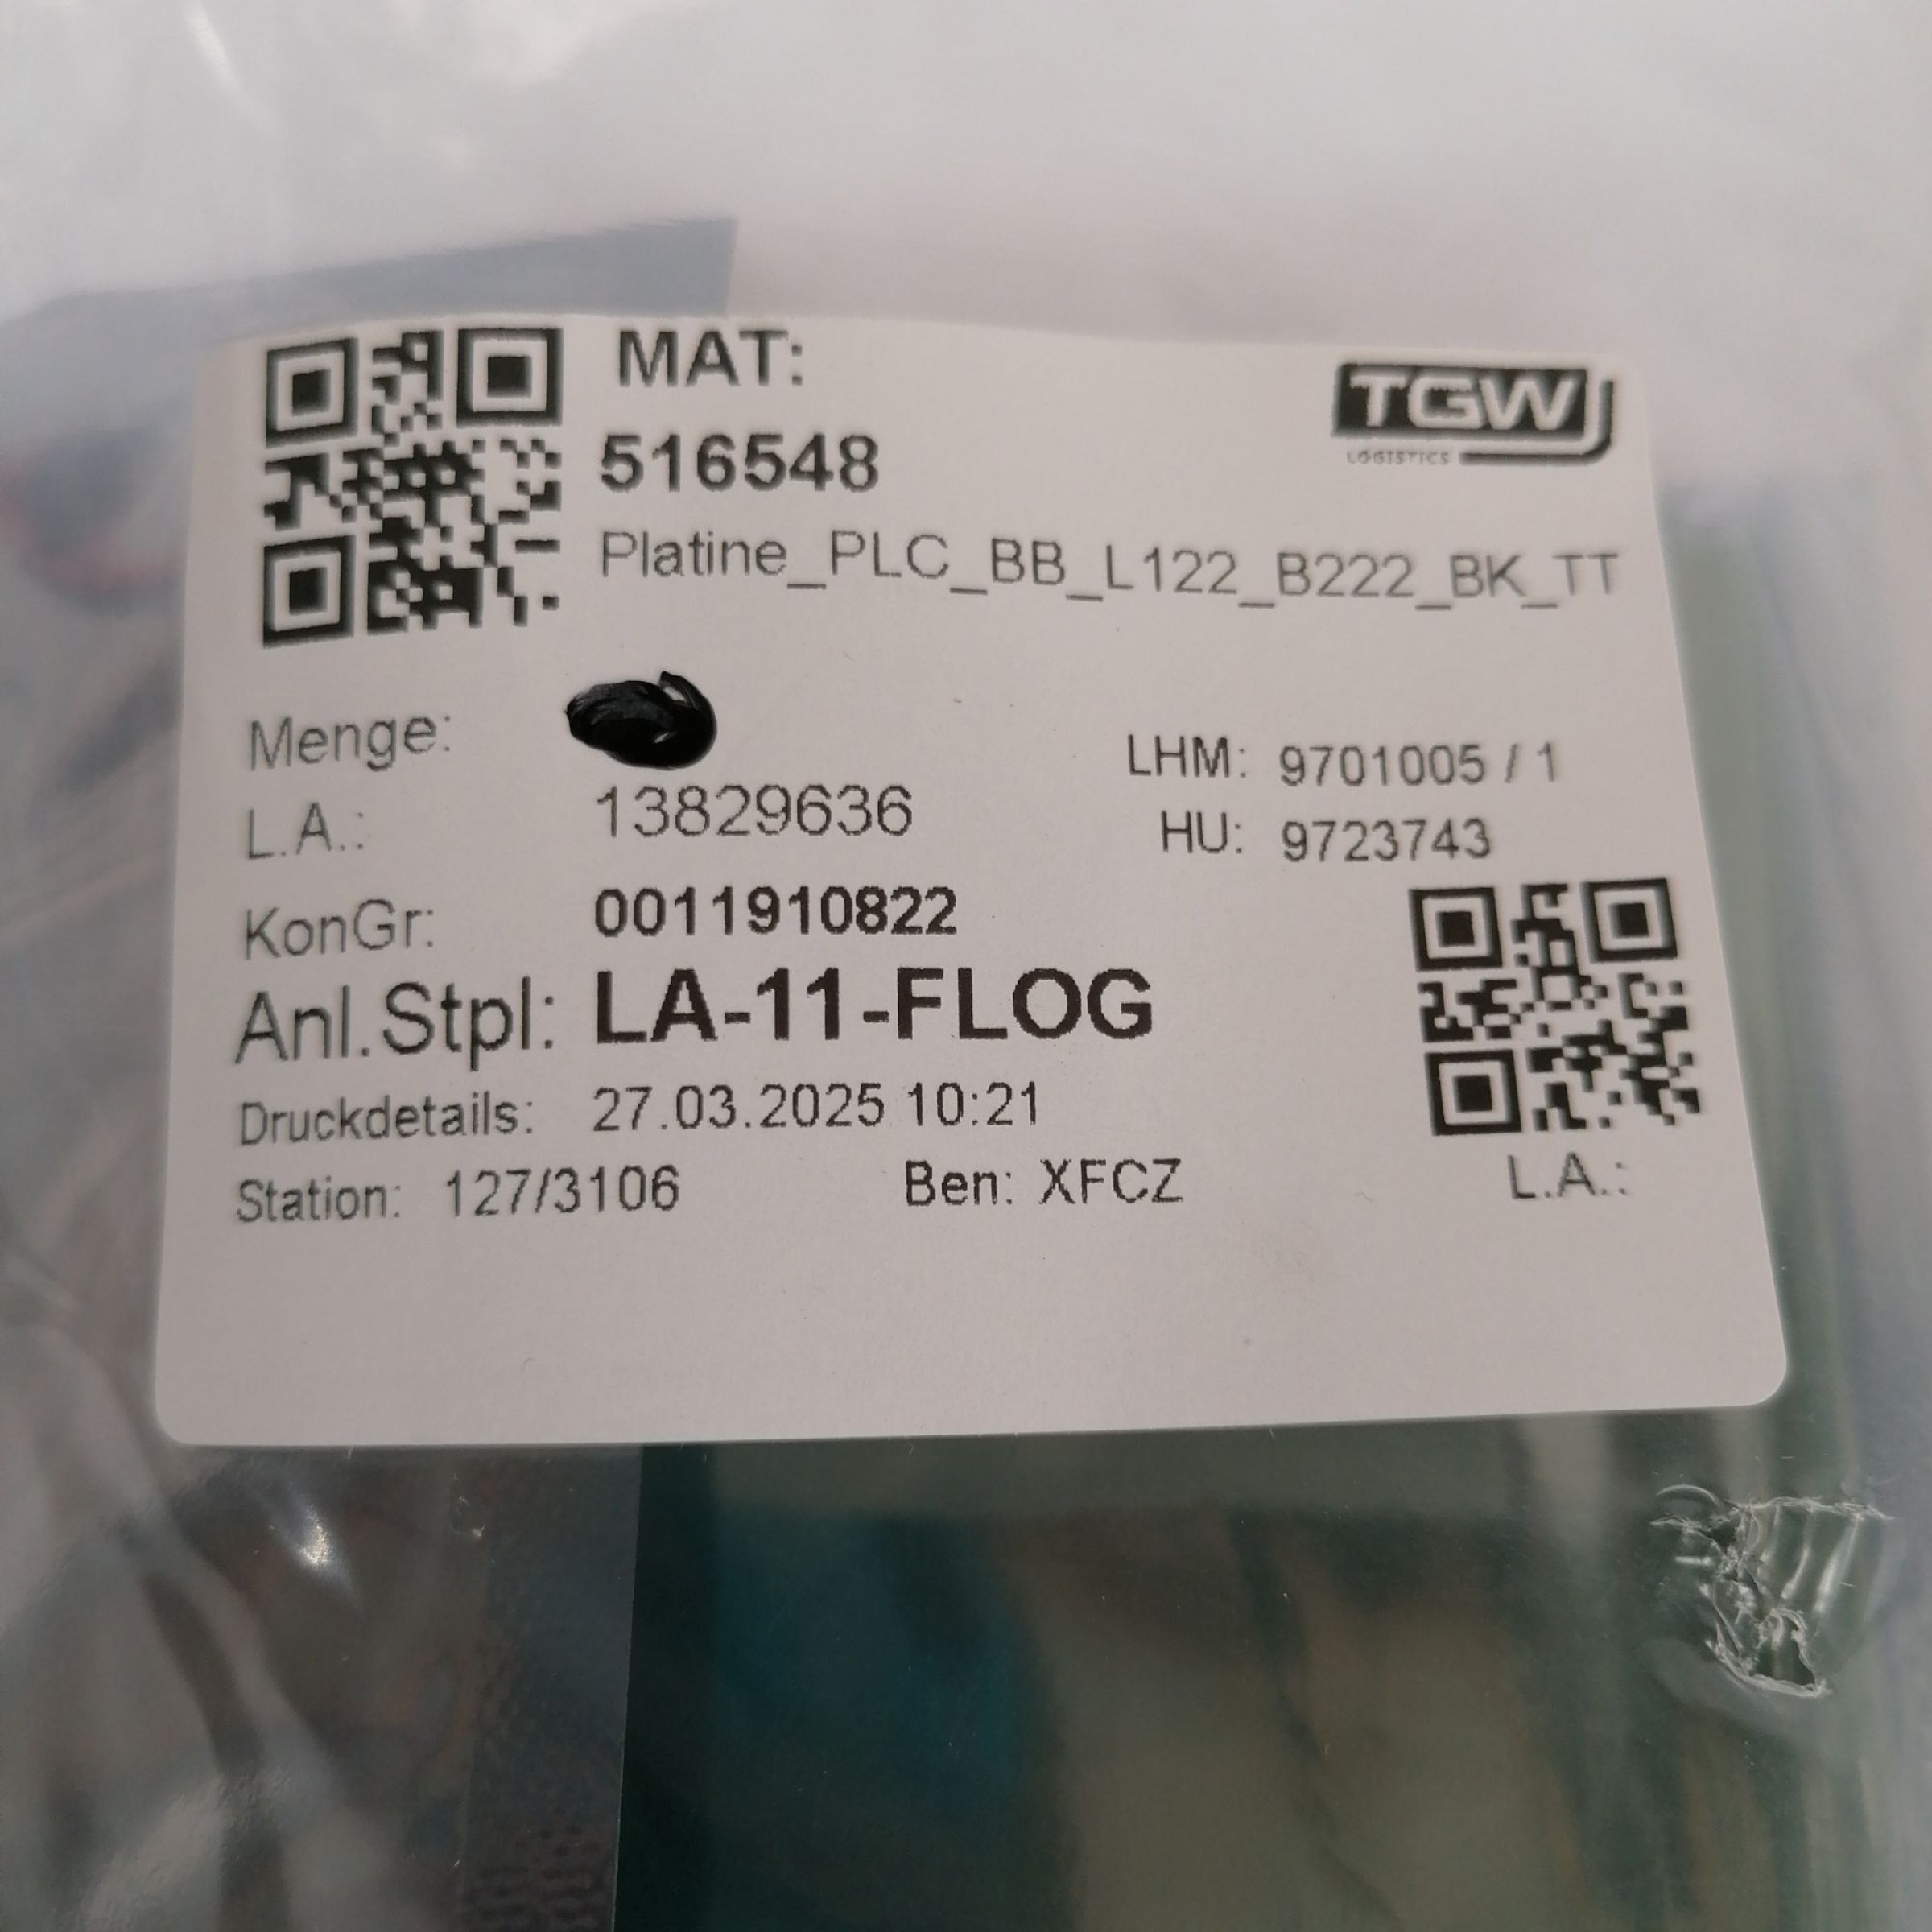 MAT:
TGW
LOGISTICS
516548
Platine_PLC_BB_L122_B222_BK_TT
Menge:
LHM: 9701005 / 1
L.A.: 13829636
HU: 9723743
KonGr: 0011910822
Anl.Stpl: LA-11-FLOG
Druckdetails: 27.03.2025 10:21
Station: 127/3106 Ben: XFCZ
L.A.: